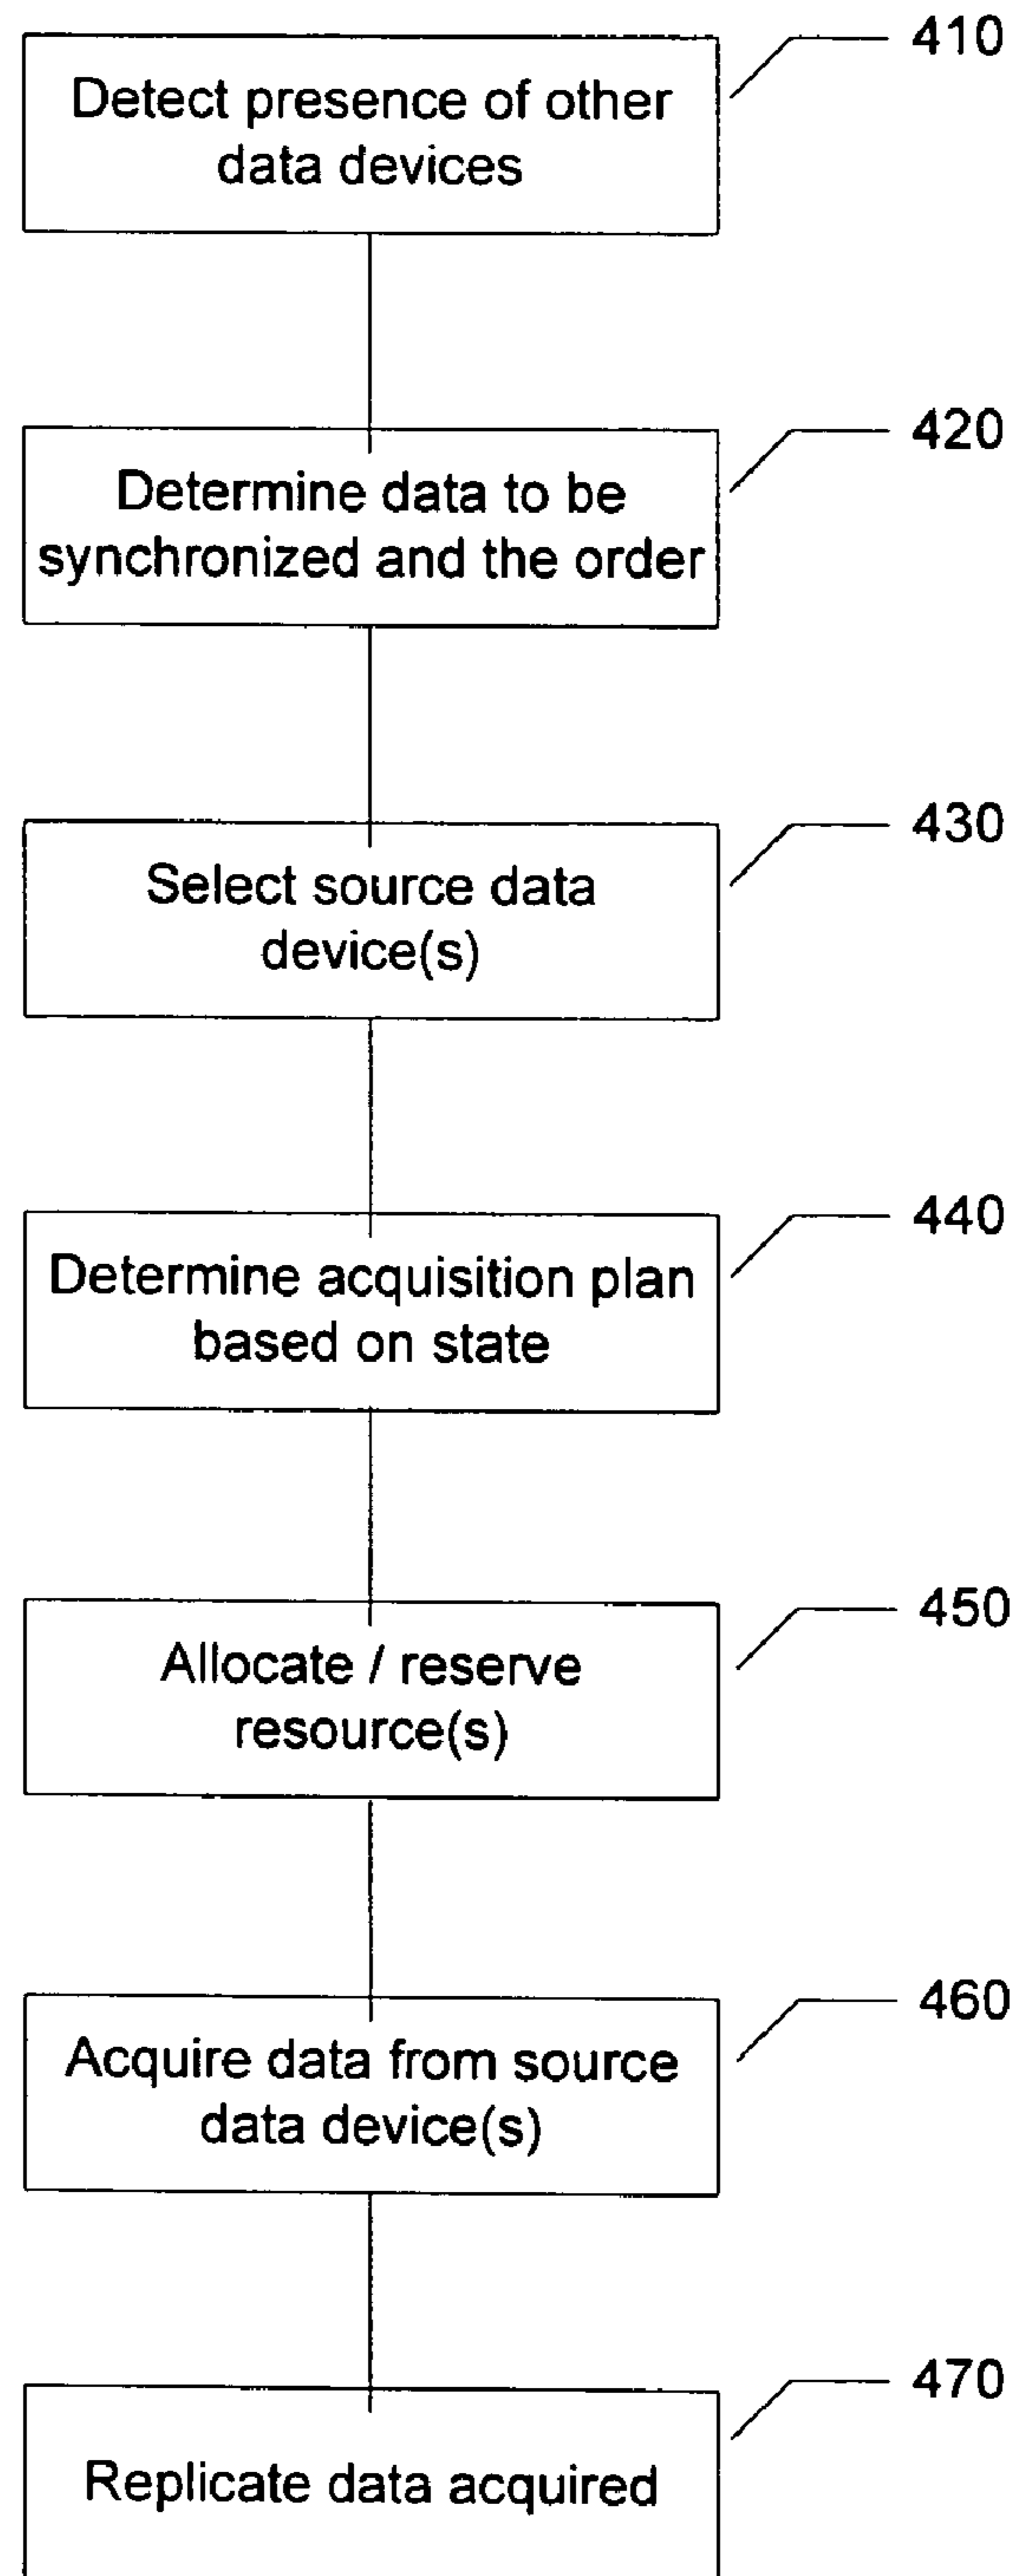 410
Detect presence of other
data devices
420
Determine data to be
synchronized and the order
430
Select source data
device(s)
440
Determine acquisition plan
based on state
450
Allocate / reserve
resource(s)
460
Acquire data from source
data device(s)
470
Replicate data acquired